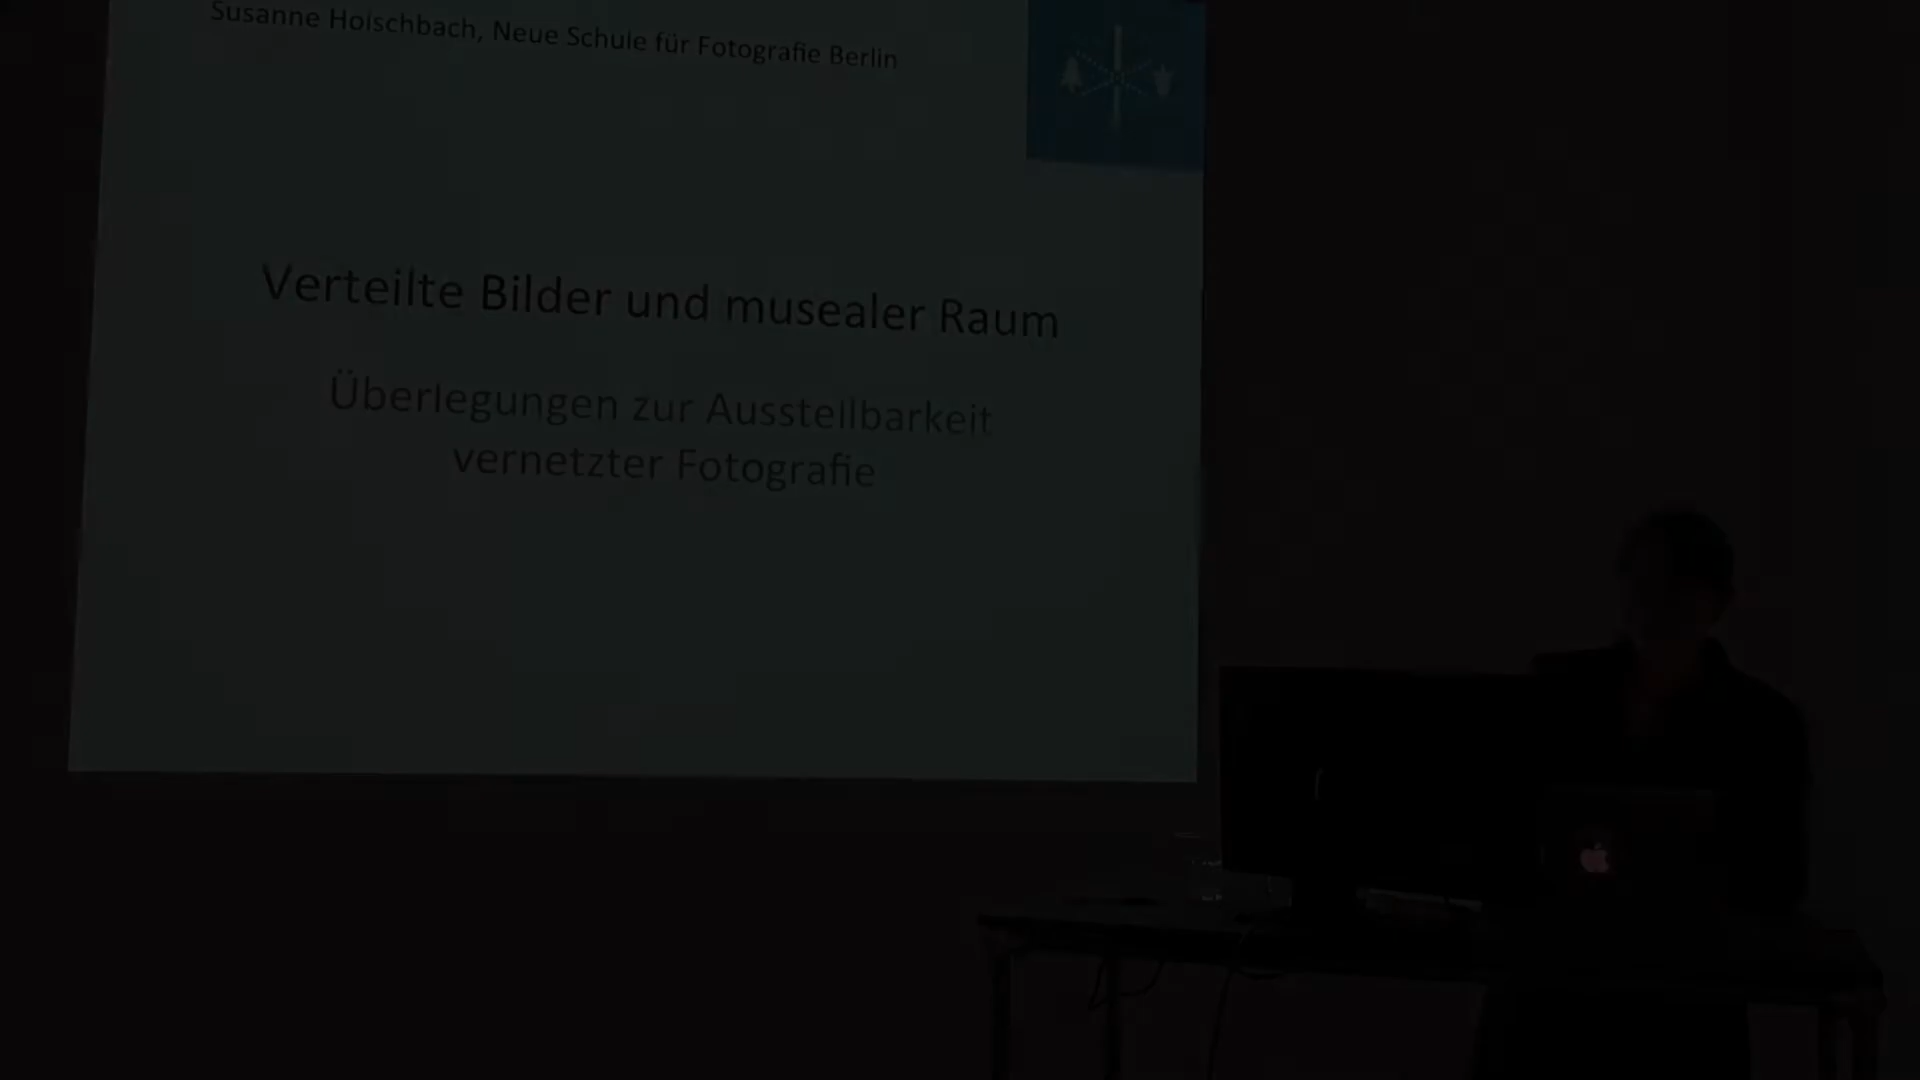 Susanne Holschbach, Neue Schule für Fotografie Berlin
Verteilte Bilder und musealer Raum
Überlegungen zur Ausstellbarkeit
vernetzter Fotografie